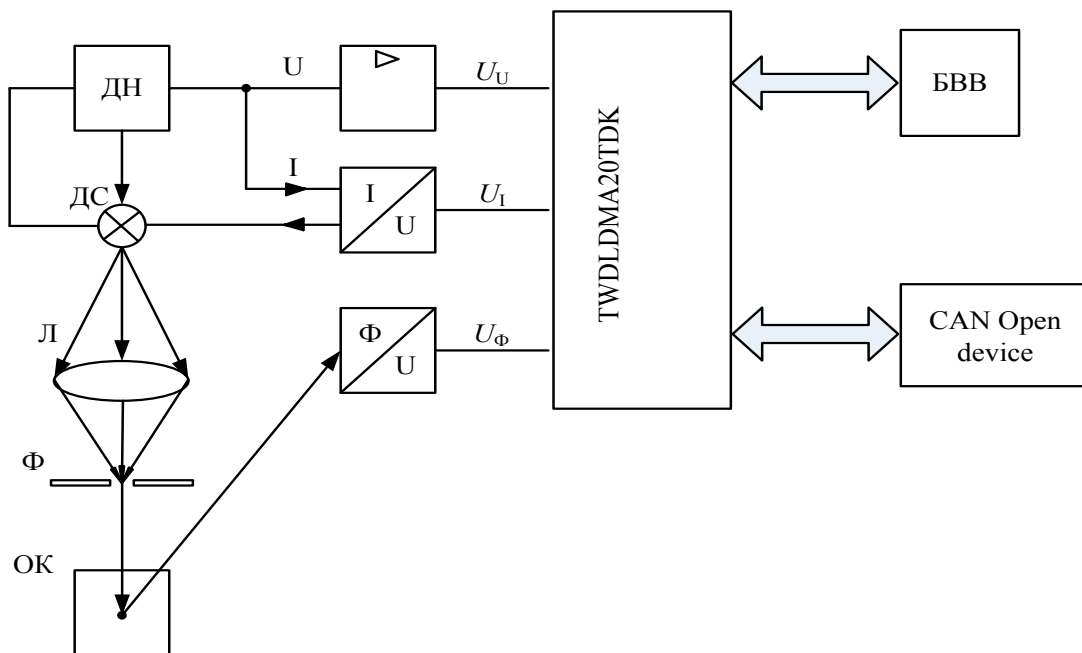 ДН
U
U_U
БВВ
I
ДС
I
U
U_I
TWDLDMA20TDK
Л
Ф
U
U_Ф
CAN Open
device
Ф
ОК